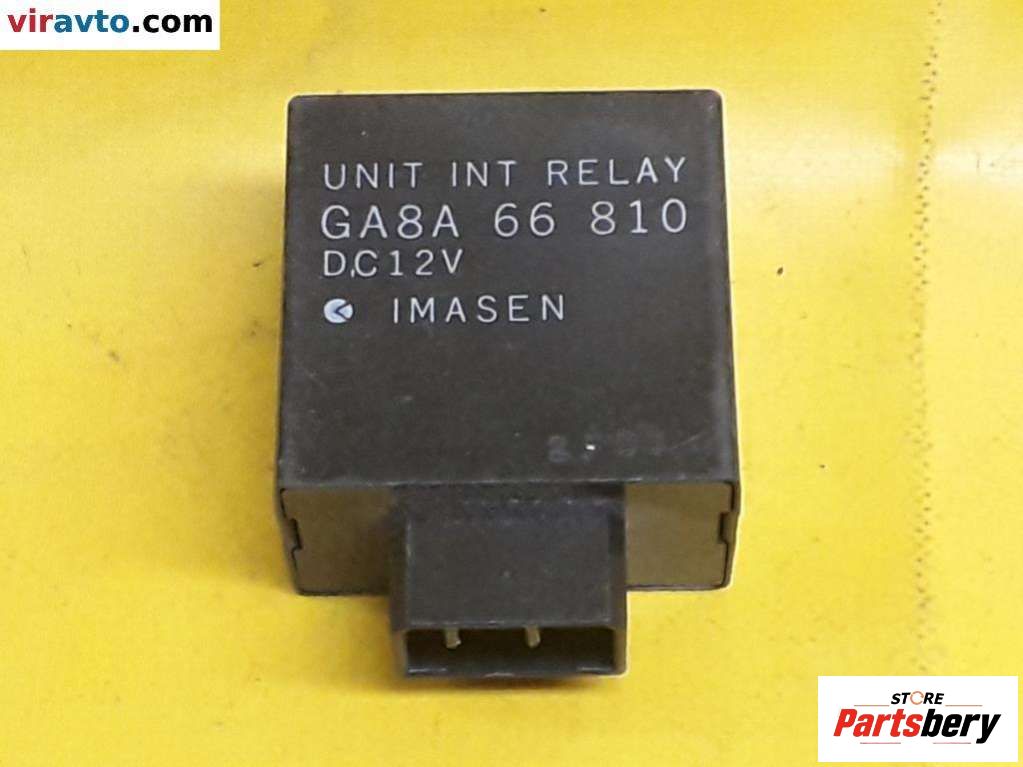 viravto.com
UNIT INT RELAY
GA8A 66 810
D.C12V
IMASEN
STORE
Partsbery